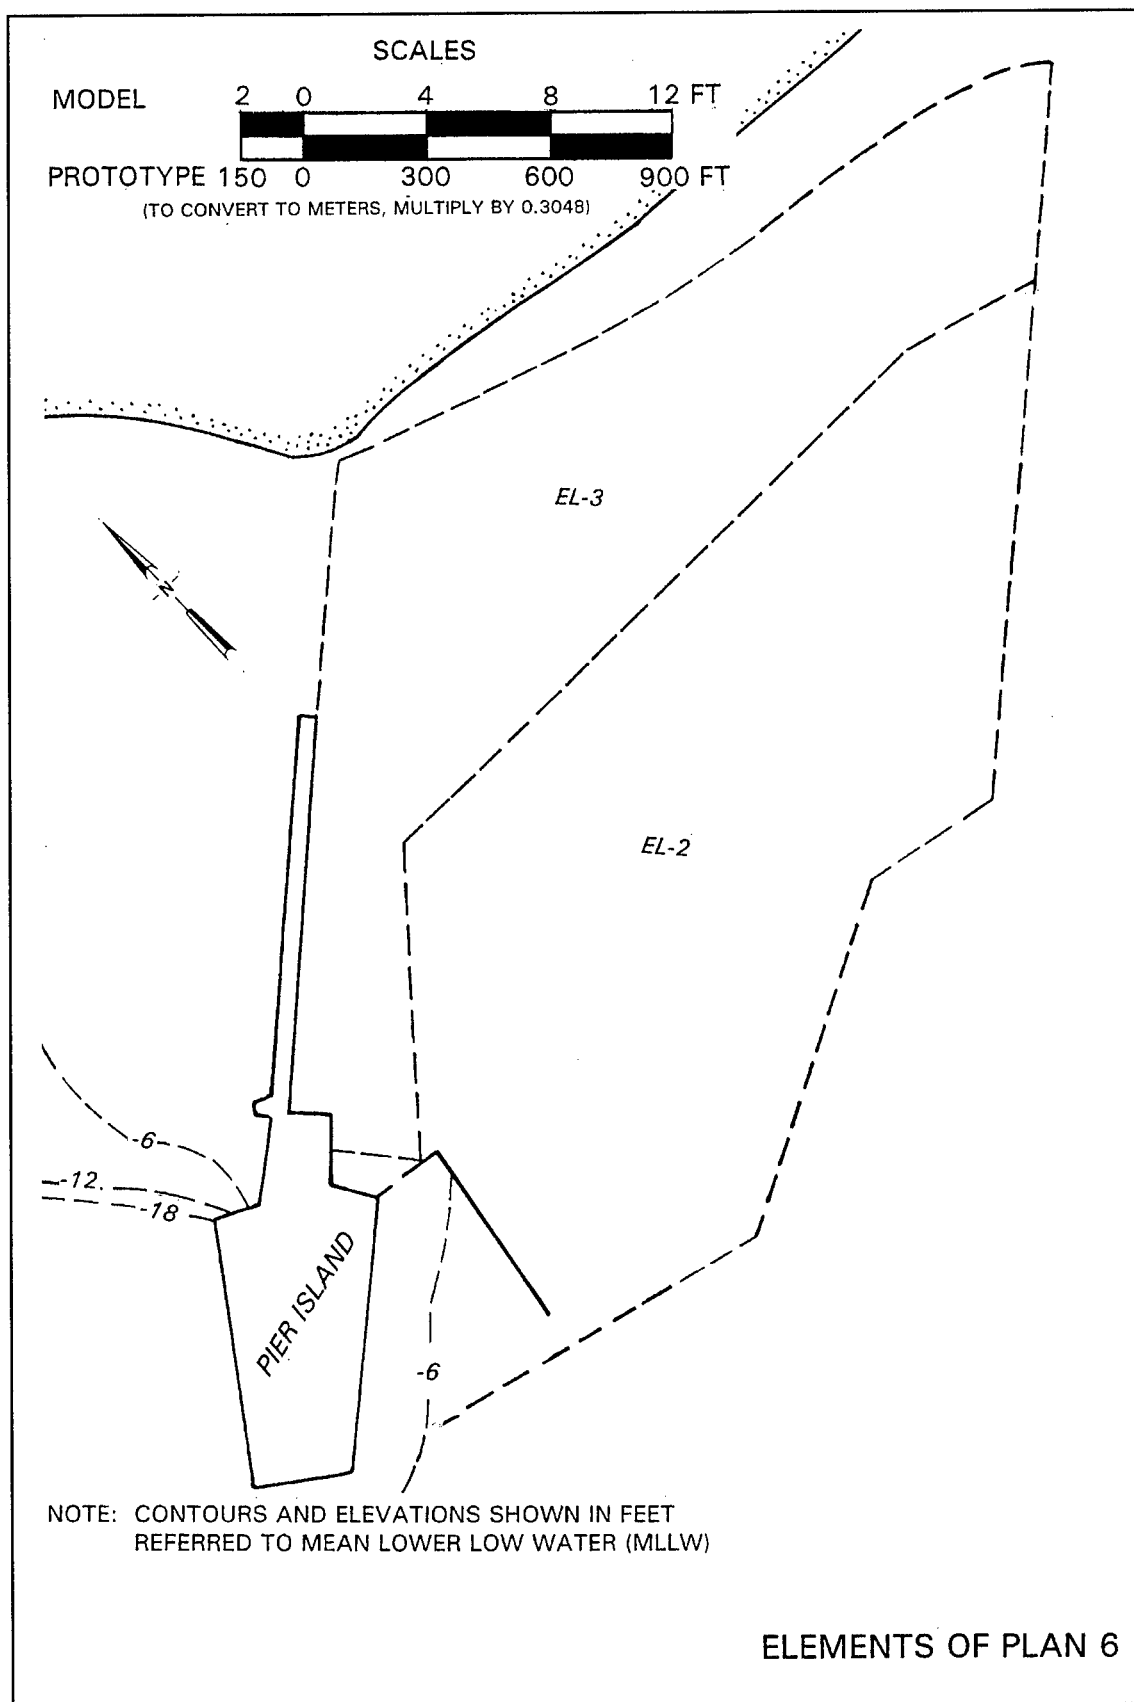 SCALES
MODEL 2 0 4 8 12 FT
PROTOTYPE 150 0 300 600 900 FT
(TO CONVERT TO METERS, MULTIPLY BY 0.3048)
EL-3
N
EL-2
-6
-12
-18
PIER ISLAND
-6
NOTE: CONTOURS AND ELEVATIONS SHOWN IN FEET
REFERRED TO MEAN LOWER LOW WATER (MLLW)
ELEMENTS OF PLAN 6